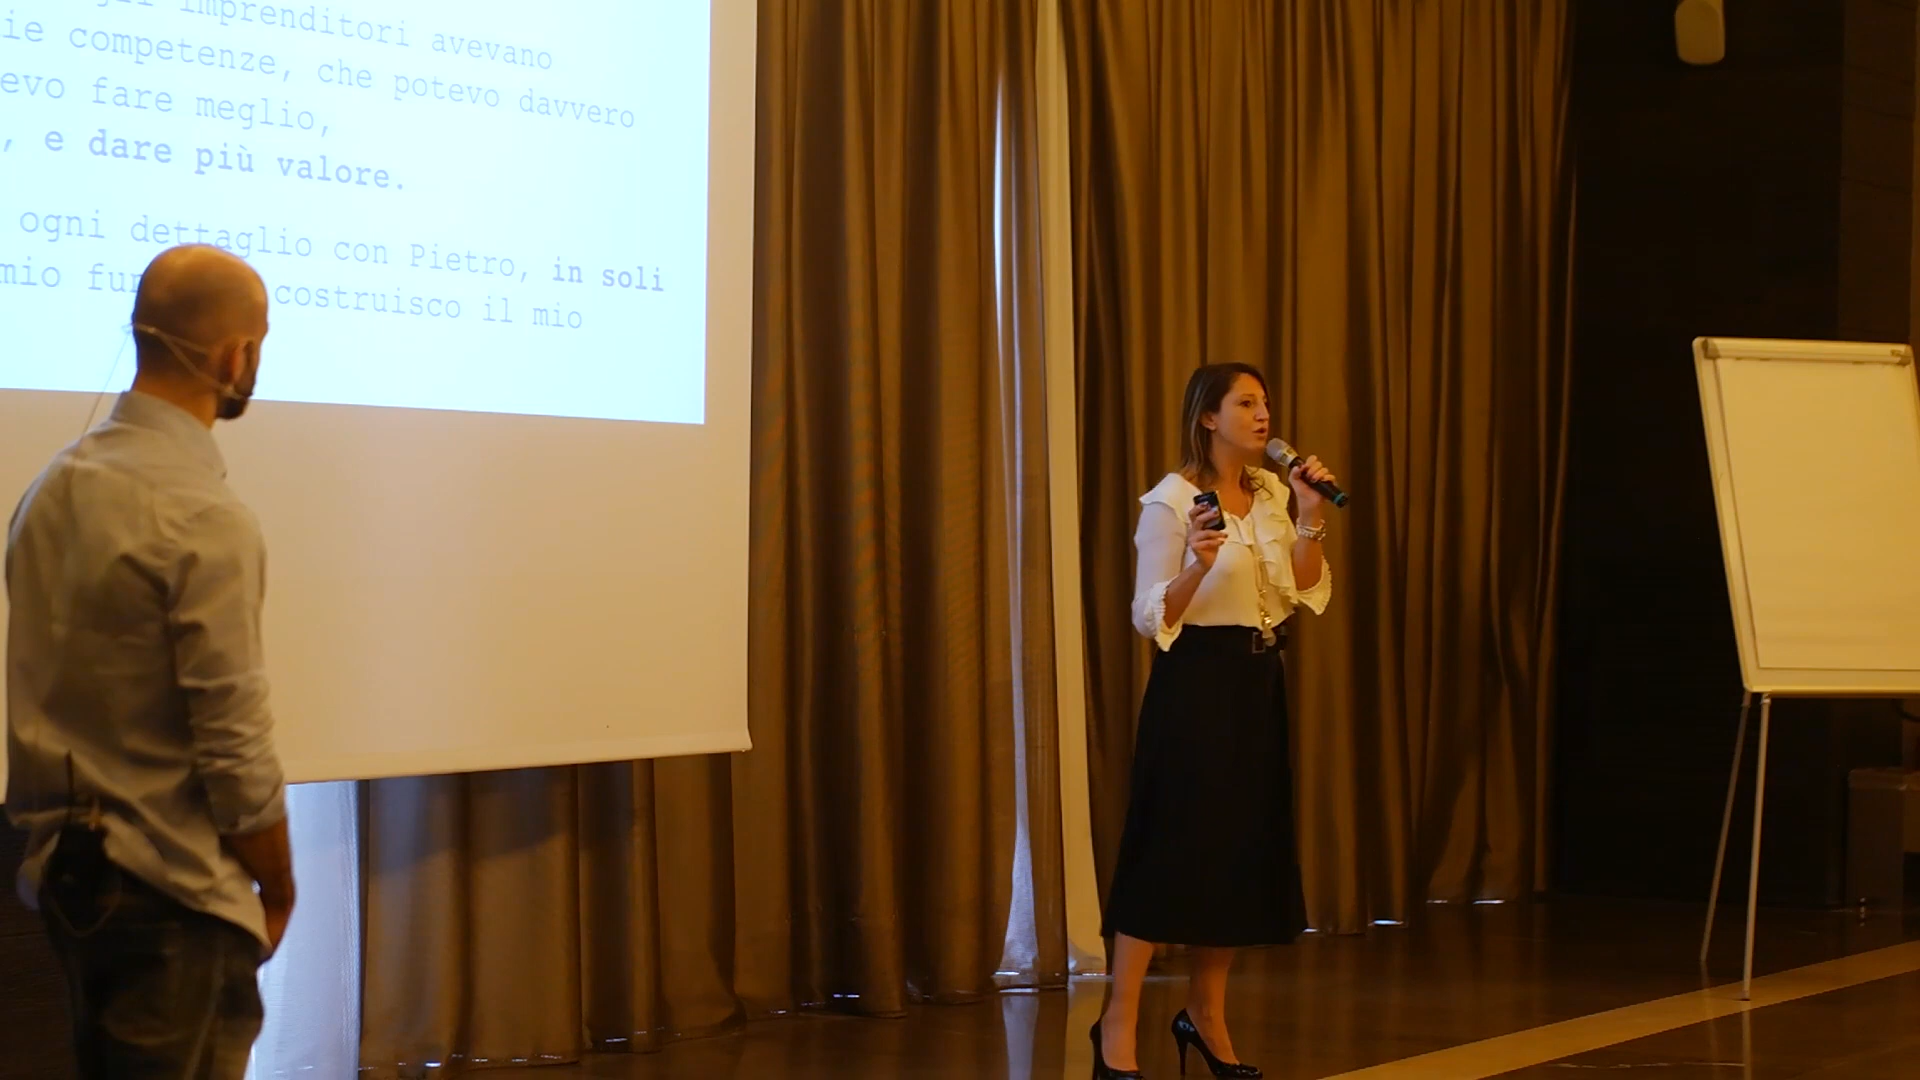 imprenditori avevano
ie competenze, che potevo davvero
evo fare meglio,
, e dare più valore.
ogni dettaglio con Pietro, in soli
mio fun costruisco il mio